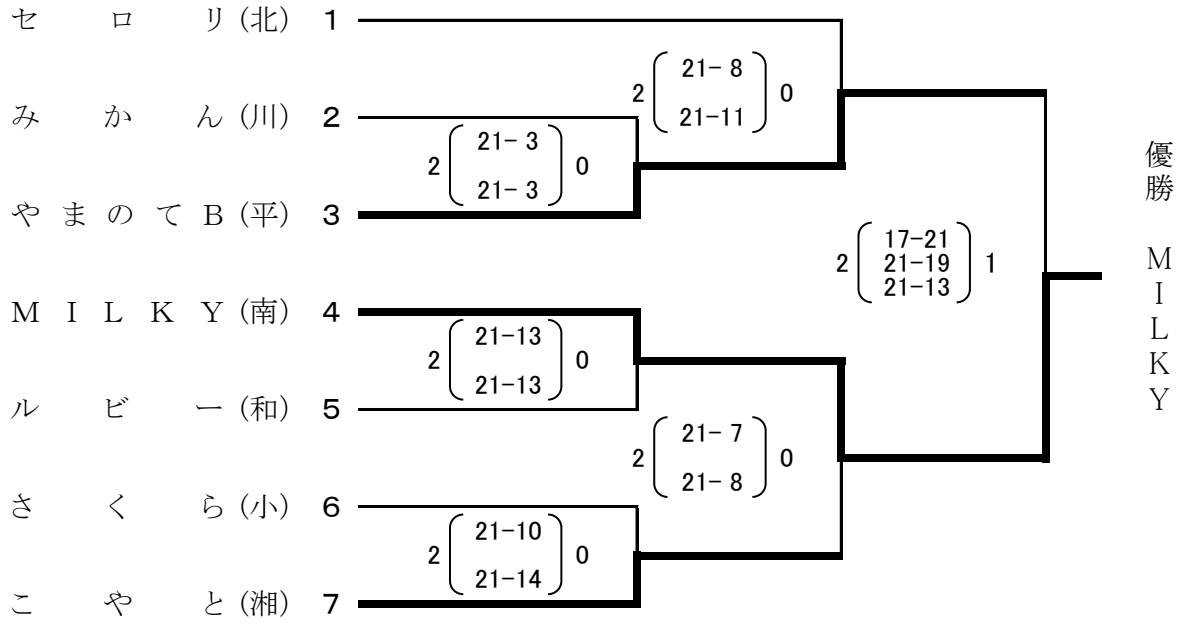 セロリ(北) 1
2 21- 8 0
21-11
みかん(川) 2
2 21- 3 0
21- 3
やまのてB(平) 3
2 17-21 1
21-19
21-13
MILKY(南) 4
2 21-13 0
21-13
ルビー(和) 5
2 21- 7 0
21- 8
さくら(小) 6
2 21-10 0
21-14
こやと(湘) 7
優勝 MILKY